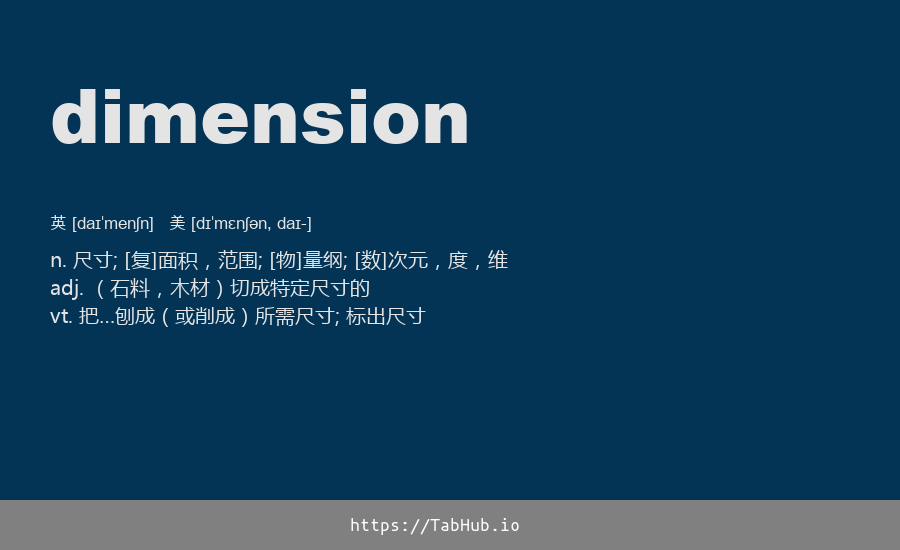 dimension
英 [daɪˈmenʃn] 美 [dɪˈmɛnʃən, daɪ-]
n. 尺寸; [复]面积，范围; [物]量纲; [数]次元，度，维
adj. （石料，木材）切成特定尺寸的
vt. 把...刨成（或削成）所需尺寸; 标出尺寸
https://TabHub.io